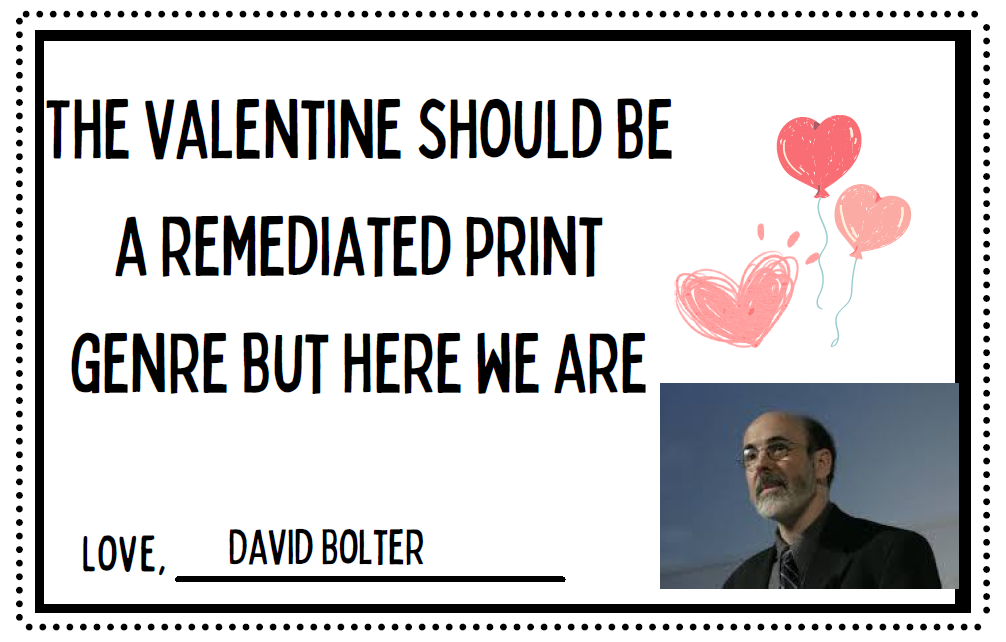 THE VALENTINE SHOULD BE
A REMEDIATED PRINT
GENRE BUT HERE WE ARE
LOVE, DAVID BOLTER